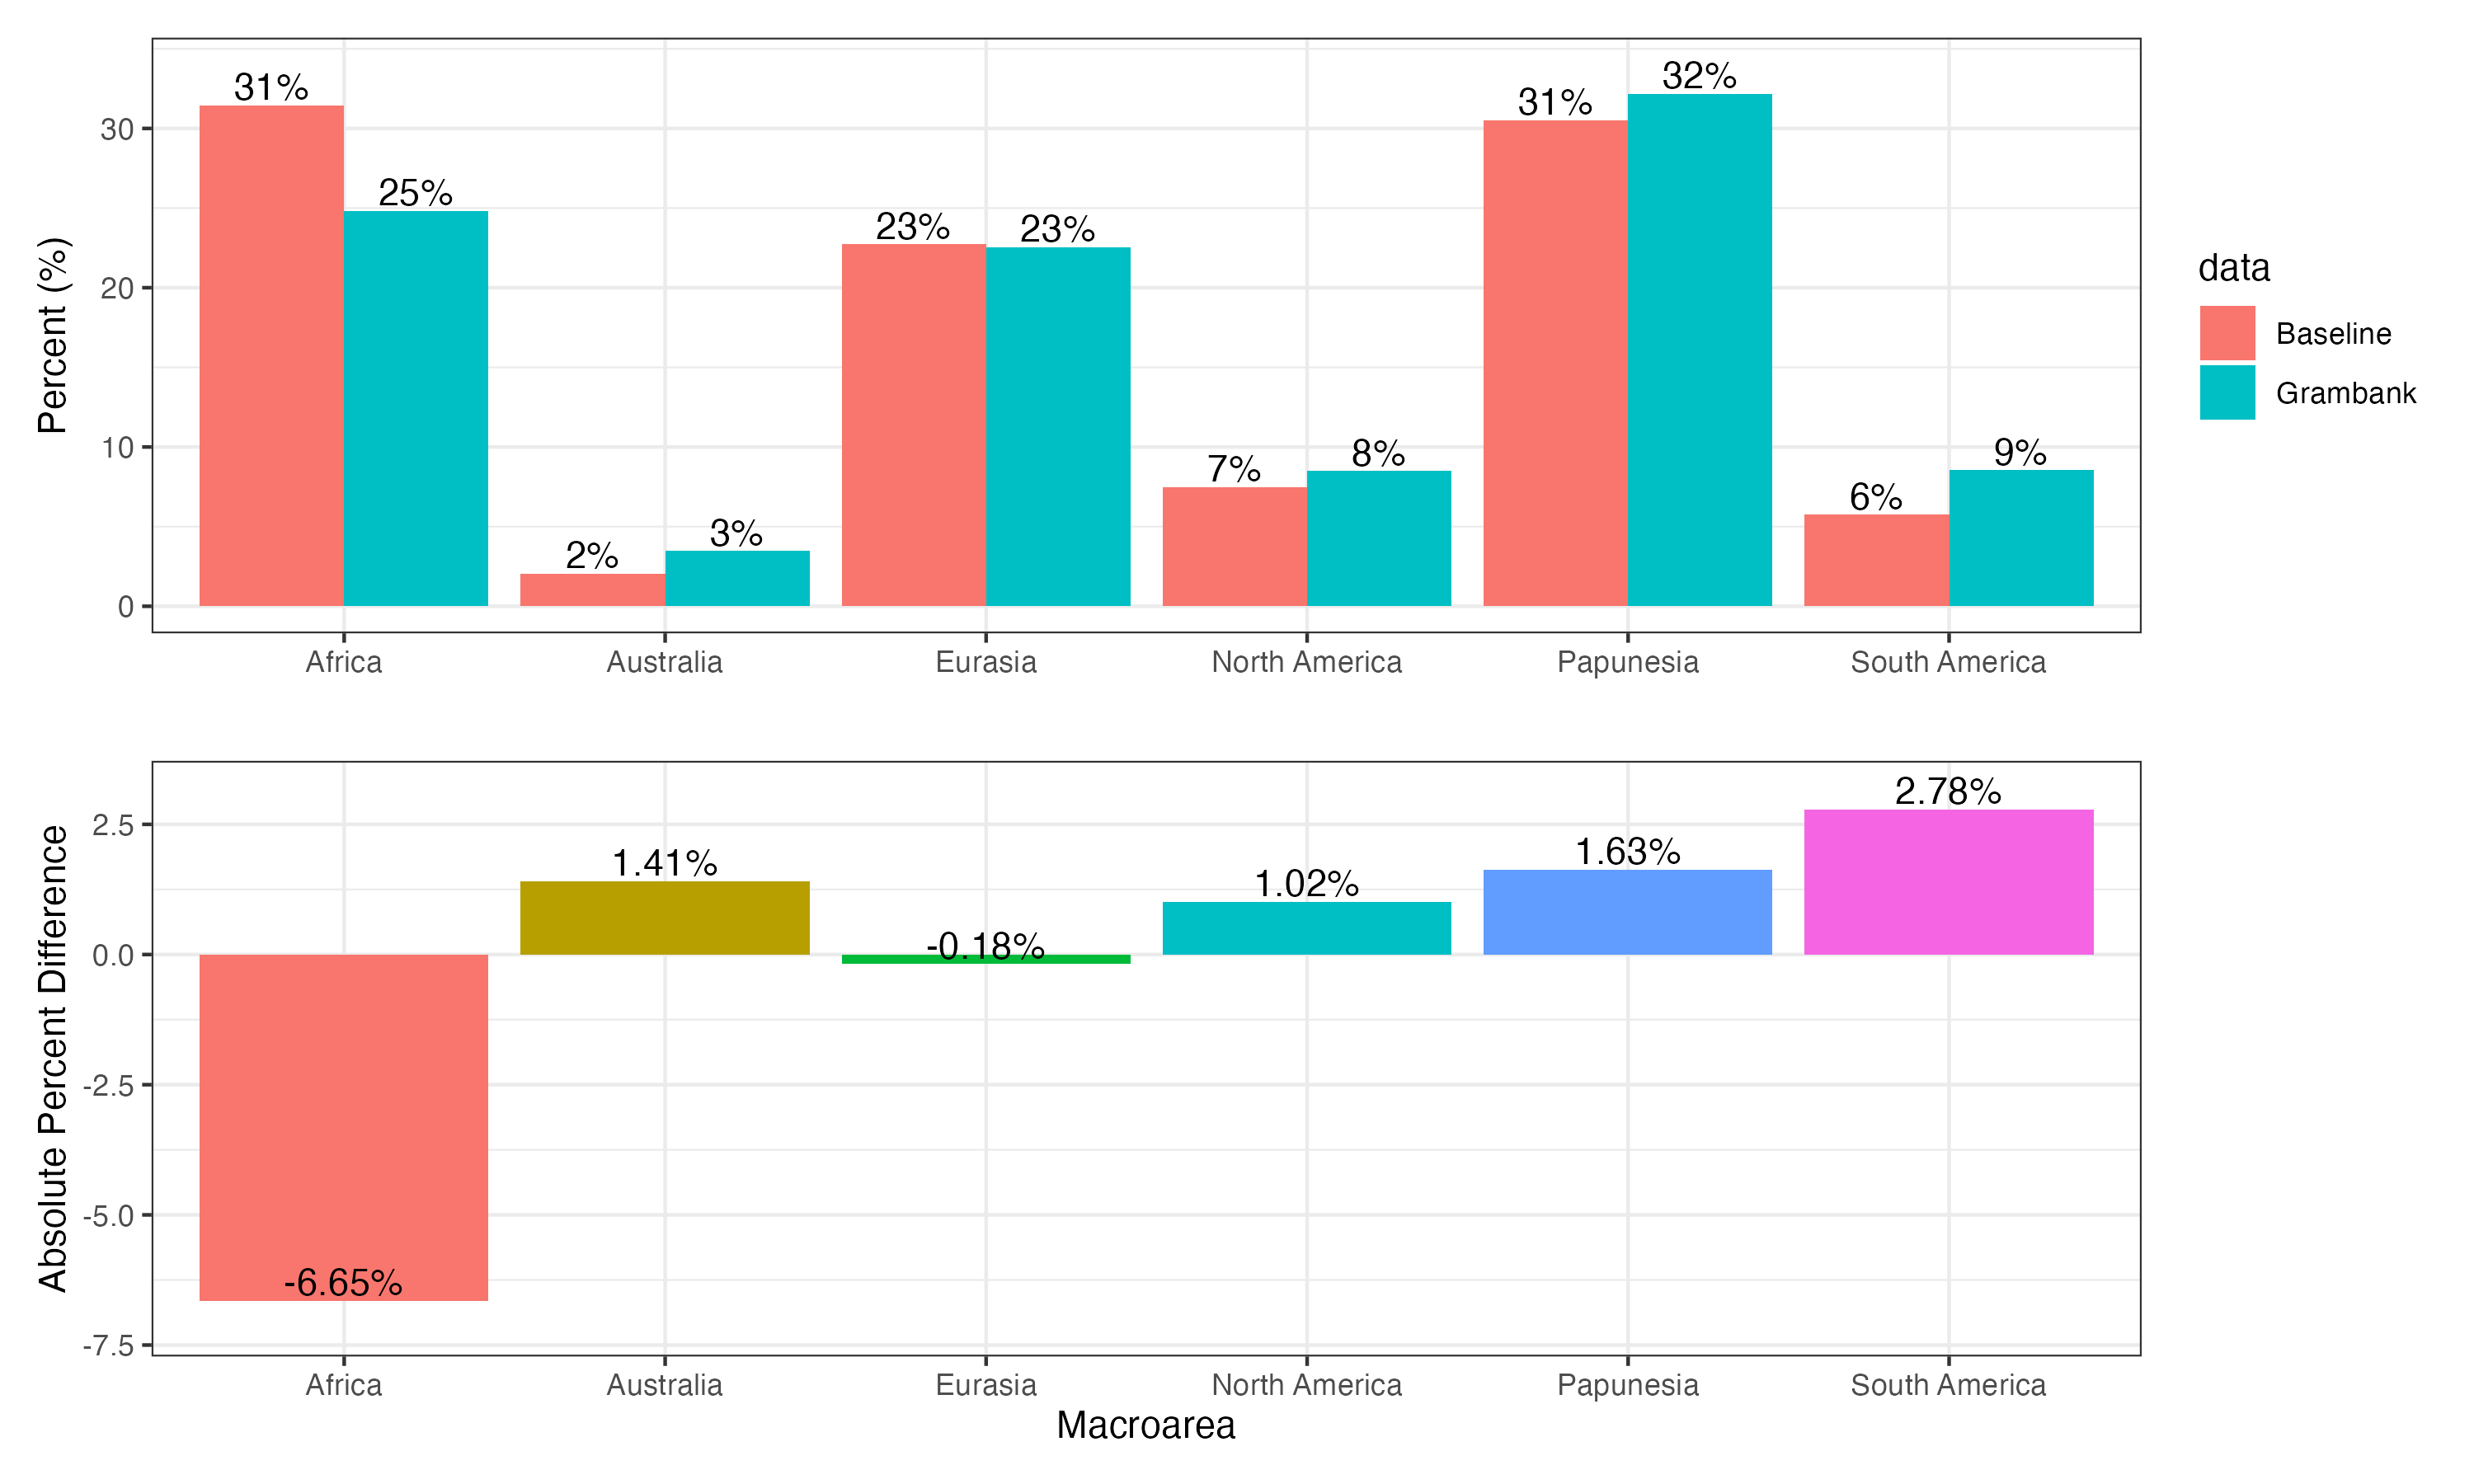 31%
25%
2%
3%
23%
23%
7%
8%
31%
32%
6%
9%
30
20
10
0
Percent (%)
Africa
Australia
Eurasia
North America
Papunesia
South America
data
Baseline
Grambank
-6.65%
1.41%
-0.18%
1.02%
1.63%
2.78%
2.5
0.0
-2.5
-5.0
-7.5
Absolute Percent Difference
Africa
Australia
Eurasia
North America
Papunesia
South America
Macroarea